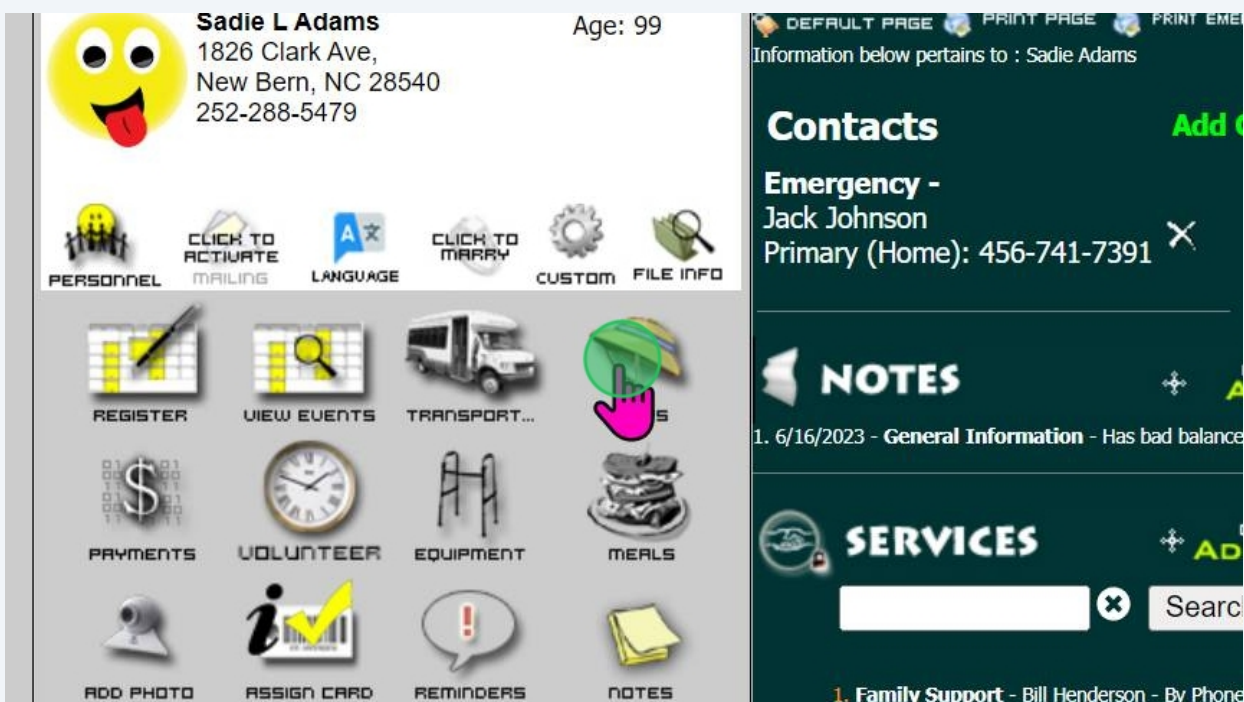 Sadie L Adams
Age: 99
1826 Clark Ave,
New Bern, NC 28540
252-288-5479
PERSONNEL
CLICK TO
ACTIVATE
MAILING
LANGUAGE
CLICK TO
MARRY
CUSTOM
FILE INFO
REGISTER
VIEW EVENTS
TRANSPORT...
PAYMENTS
VOLUNTEER
EQUIPMENT
MEALS
ADD PHOTO
ASSIGN CARD
REMINDERS
NOTES
DEFAULT PAGE
PRINT PAGE
PRINT
Information below pertains to : Sadie Adams
Contacts
Add
Emergency -
Jack Johnson
Primary (Home): 456-741-7391
NOTES
1. 6/16/2023 - General Information - Has bad balance
SERVICES
Searc
1. Family Support - Bill Henderson - By Phone